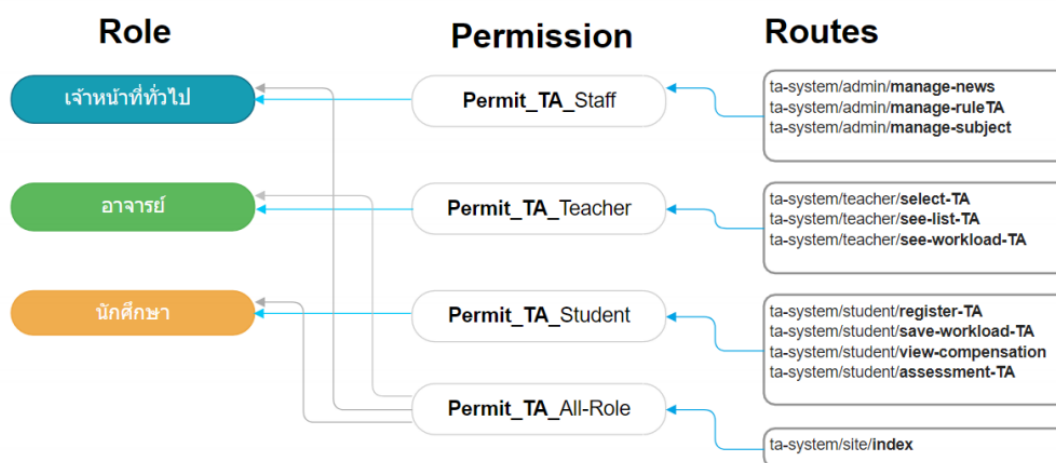 Role
Permission
Routes
เจ้าหน้าที่ทั่วไป
Permit_TA_Staff
ta-system/admin/manage-news
ta-system/admin/manage-ruleTA
ta-system/admin/manage-subject
อาจารย์
Permit_TA_Teacher
ta-system/teacher/select-TA
ta-system/teacher/see-list-TA
ta-system/teacher/see-workload-TA
นักศึกษา
Permit_TA_Student
ta-system/student/register-TA
ta-system/student/save-workload-TA
ta-system/student/view-compensation
ta-system/student/assessment-TA
Permit_TA_All-Role
ta-system/site/index